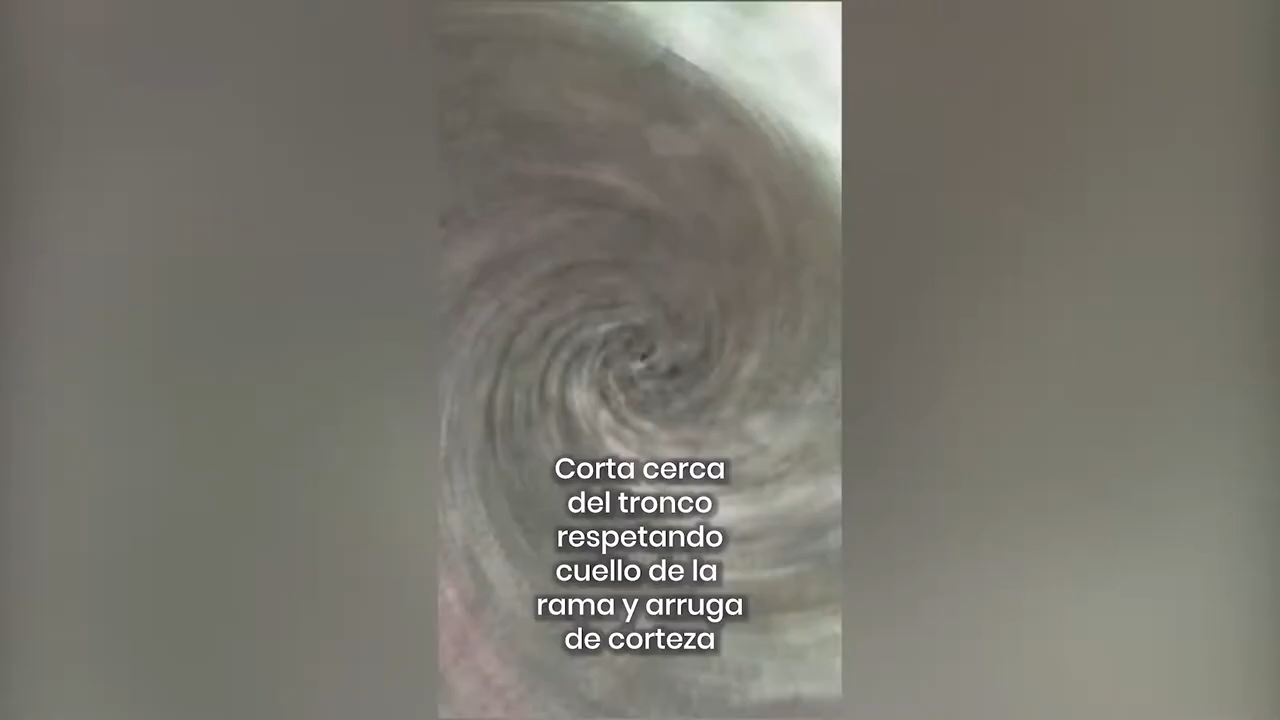 Corta cerca
del tronco
respetando
cuello de la
rama y arruga
de corteza